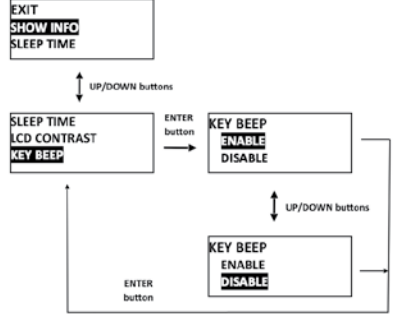 EXIT
SHOW INFO
SLEEP TIME
UP/DOWN buttons
SLEEP TIME
LCD CONTRAST
KEY BEEP
ENTER
button
KEY BEEP
ENABLE
DISABLE
UP/DOWN buttons
KEY BEEP
ENABLE
DISABLE
ENTER
button